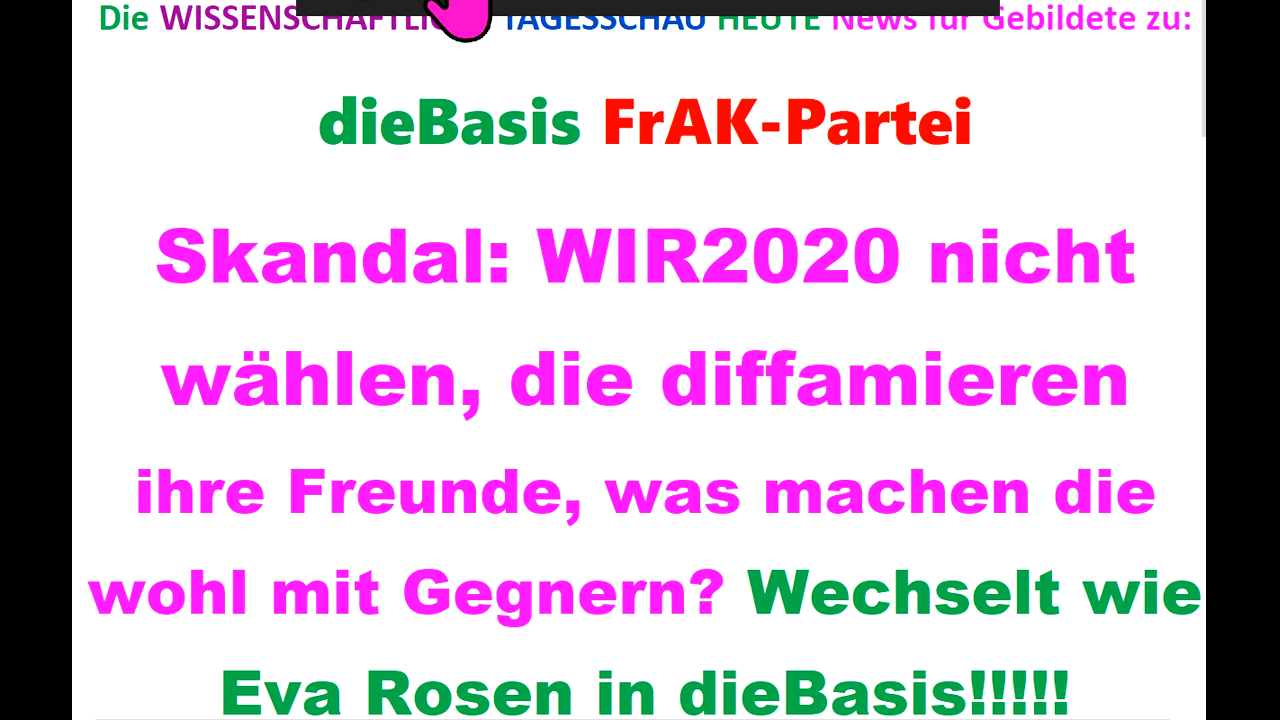 Die WISSENSCHAFTLICHE TAGESSCHAU HEUTE News für Gebildete zu:
dieBasis FrAK-Partei
Skandal: WIR2020 nicht
wählen, die diffamieren
ihre Freunde, was machen die
wohl mit Gegnern? Wechselt wie
Eva Rosen in dieBasis!!!!!